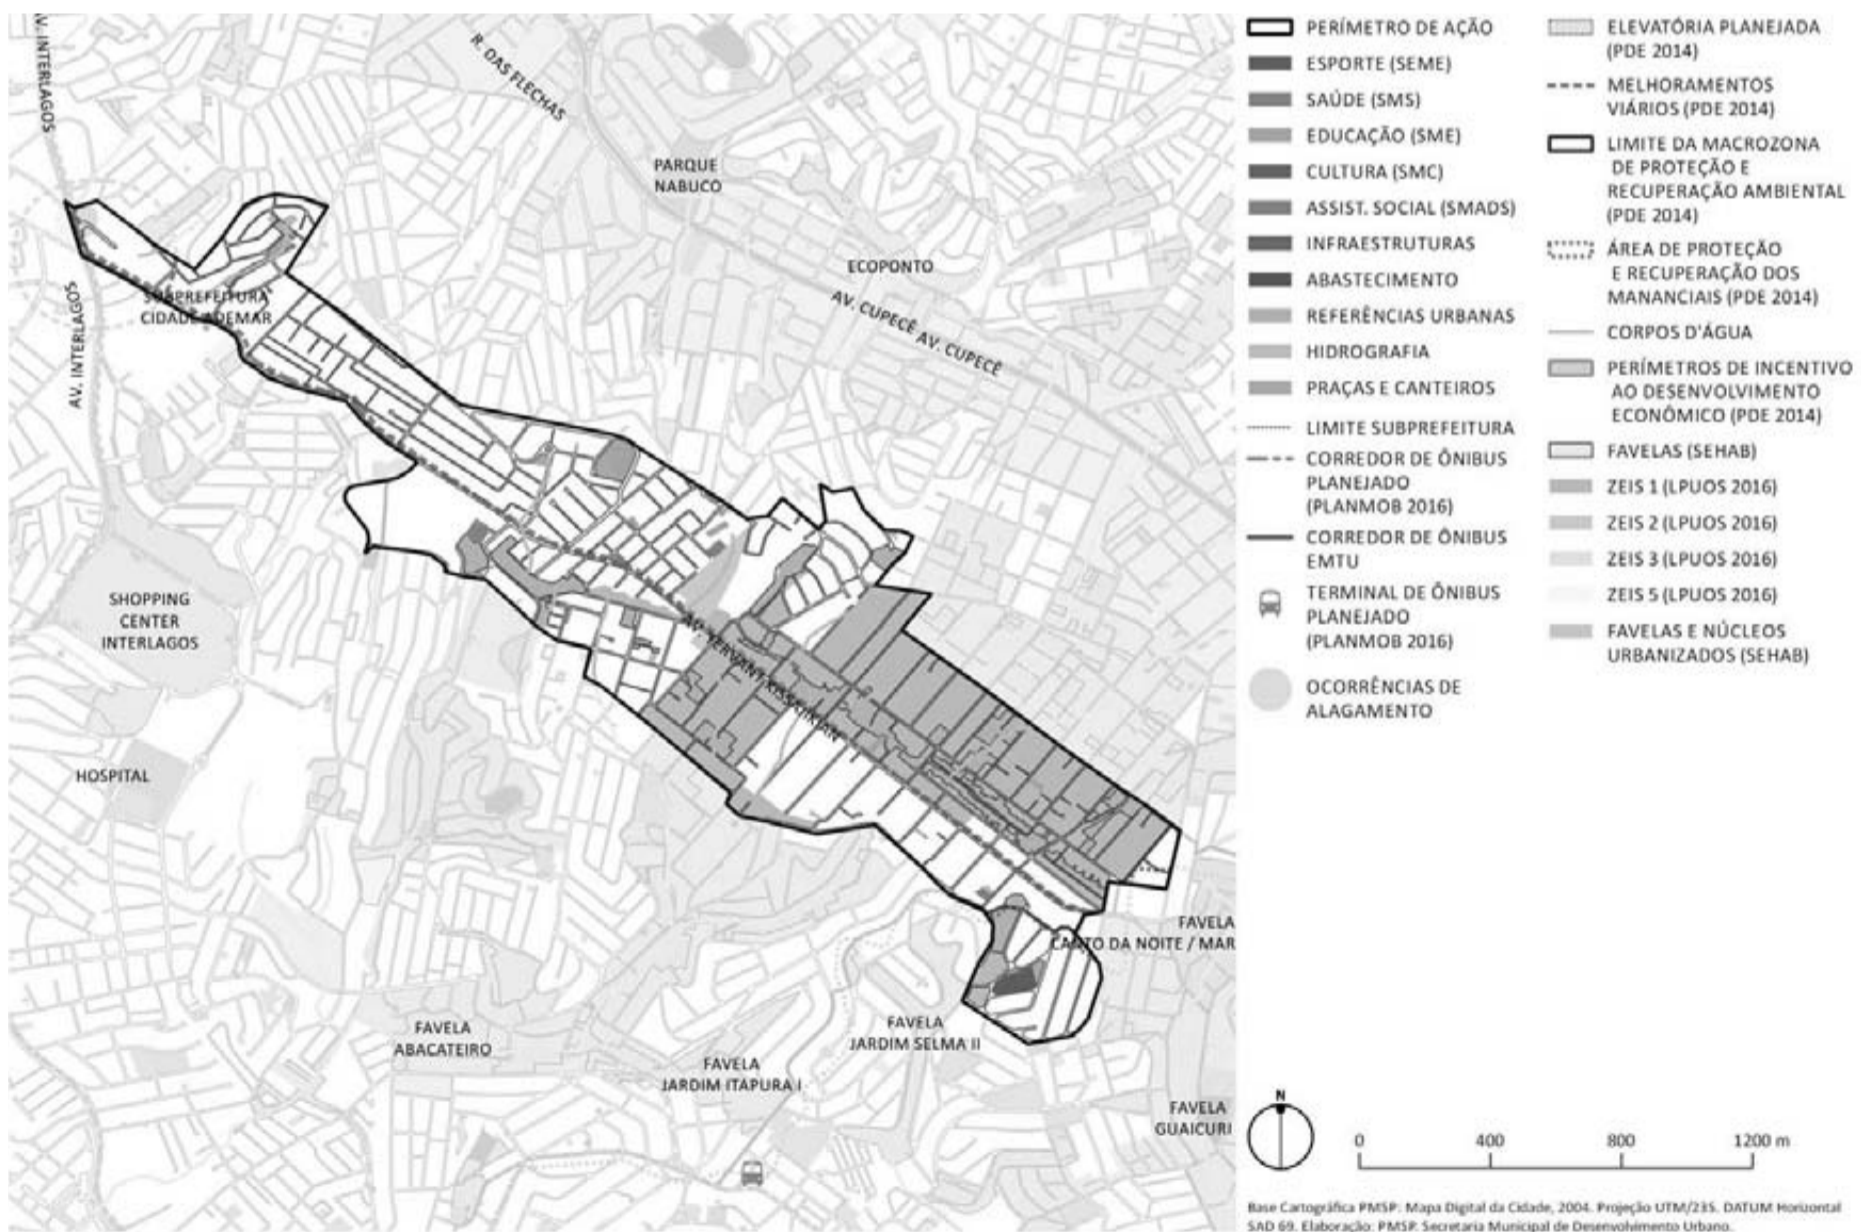 AV. INTERLAGOS
R. DAS FLECHAS
PARQUE
NABUCO
ECOPONTO
AV. CUPECÊ AV. CUPECÊ
SUBPREFEITURA
CIDADE ADEMAR
AV. INTERLAGOS
SHOPPING
CENTER
INTERLAGOS
AV. YERVANT KISSAJIKIAN
HOSPITAL
FAVELA
CANTO DA NOITE / MAR
FAVELA
ABACATEIRO
FAVELA
JARDIM SELMA II
FAVELA
JARDIM ITAPURA I
FAVELA
GUAICURI
PERÍMETRO DE AÇÃO
ESPORTE (SEME)
SAÚDE (SMS)
EDUCAÇÃO (SME)
CULTURA (SMC)
ASSIST. SOCIAL (SMADS)
INFRAESTRUTURAS
ABASTECIMENTO
REFERÊNCIAS URBANAS
HIDROGRAFIA
PRAÇAS E CANTEIROS
LIMITE SUBPREFEITURA
CORREDOR DE ÔNIBUS
PLANEJADO
(PLANMOB 2016)
CORREDOR DE ÔNIBUS
EMTU
TERMINAL DE ÔNIBUS
PLANEJADO
(PLANMOB 2016)
OCORRÊNCIAS DE
ALAGAMENTO
ELEVATÓRIA PLANEJADA
(PDE 2014)
MELHORAMENTOS
VIÁRIOS (PDE 2014)
LIMITE DA MACROZONA
DE PROTEÇÃO E
RECUPERAÇÃO AMBIENTAL
(PDE 2014)
ÁREA DE PROTEÇÃO
E RECUPERAÇÃO DOS
MANANCIAIS (PDE 2014)
CORPOS D'ÁGUA
PERÍMETROS DE INCENTIVO
AO DESENVOLVIMENTO
ECONÔMICO (PDE 2014)
FAVELAS (SEHAB)
ZEIS 1 (LPUOS 2016)
ZEIS 2 (LPUOS 2016)
ZEIS 3 (LPUOS 2016)
ZEIS 5 (LPUOS 2016)
FAVELAS E NÚCLEOS
URBANIZADOS (SEHAB)
N
0 400 800 1200 m
Base Cartográfica PMSP: Mapa Digital da Cidade, 2004. Projeção UTM/23S. DATUM Horizontal
SAD 69. Elaboração: PMSP. Secretaria Municipal de Desenvolvimento Urbano.